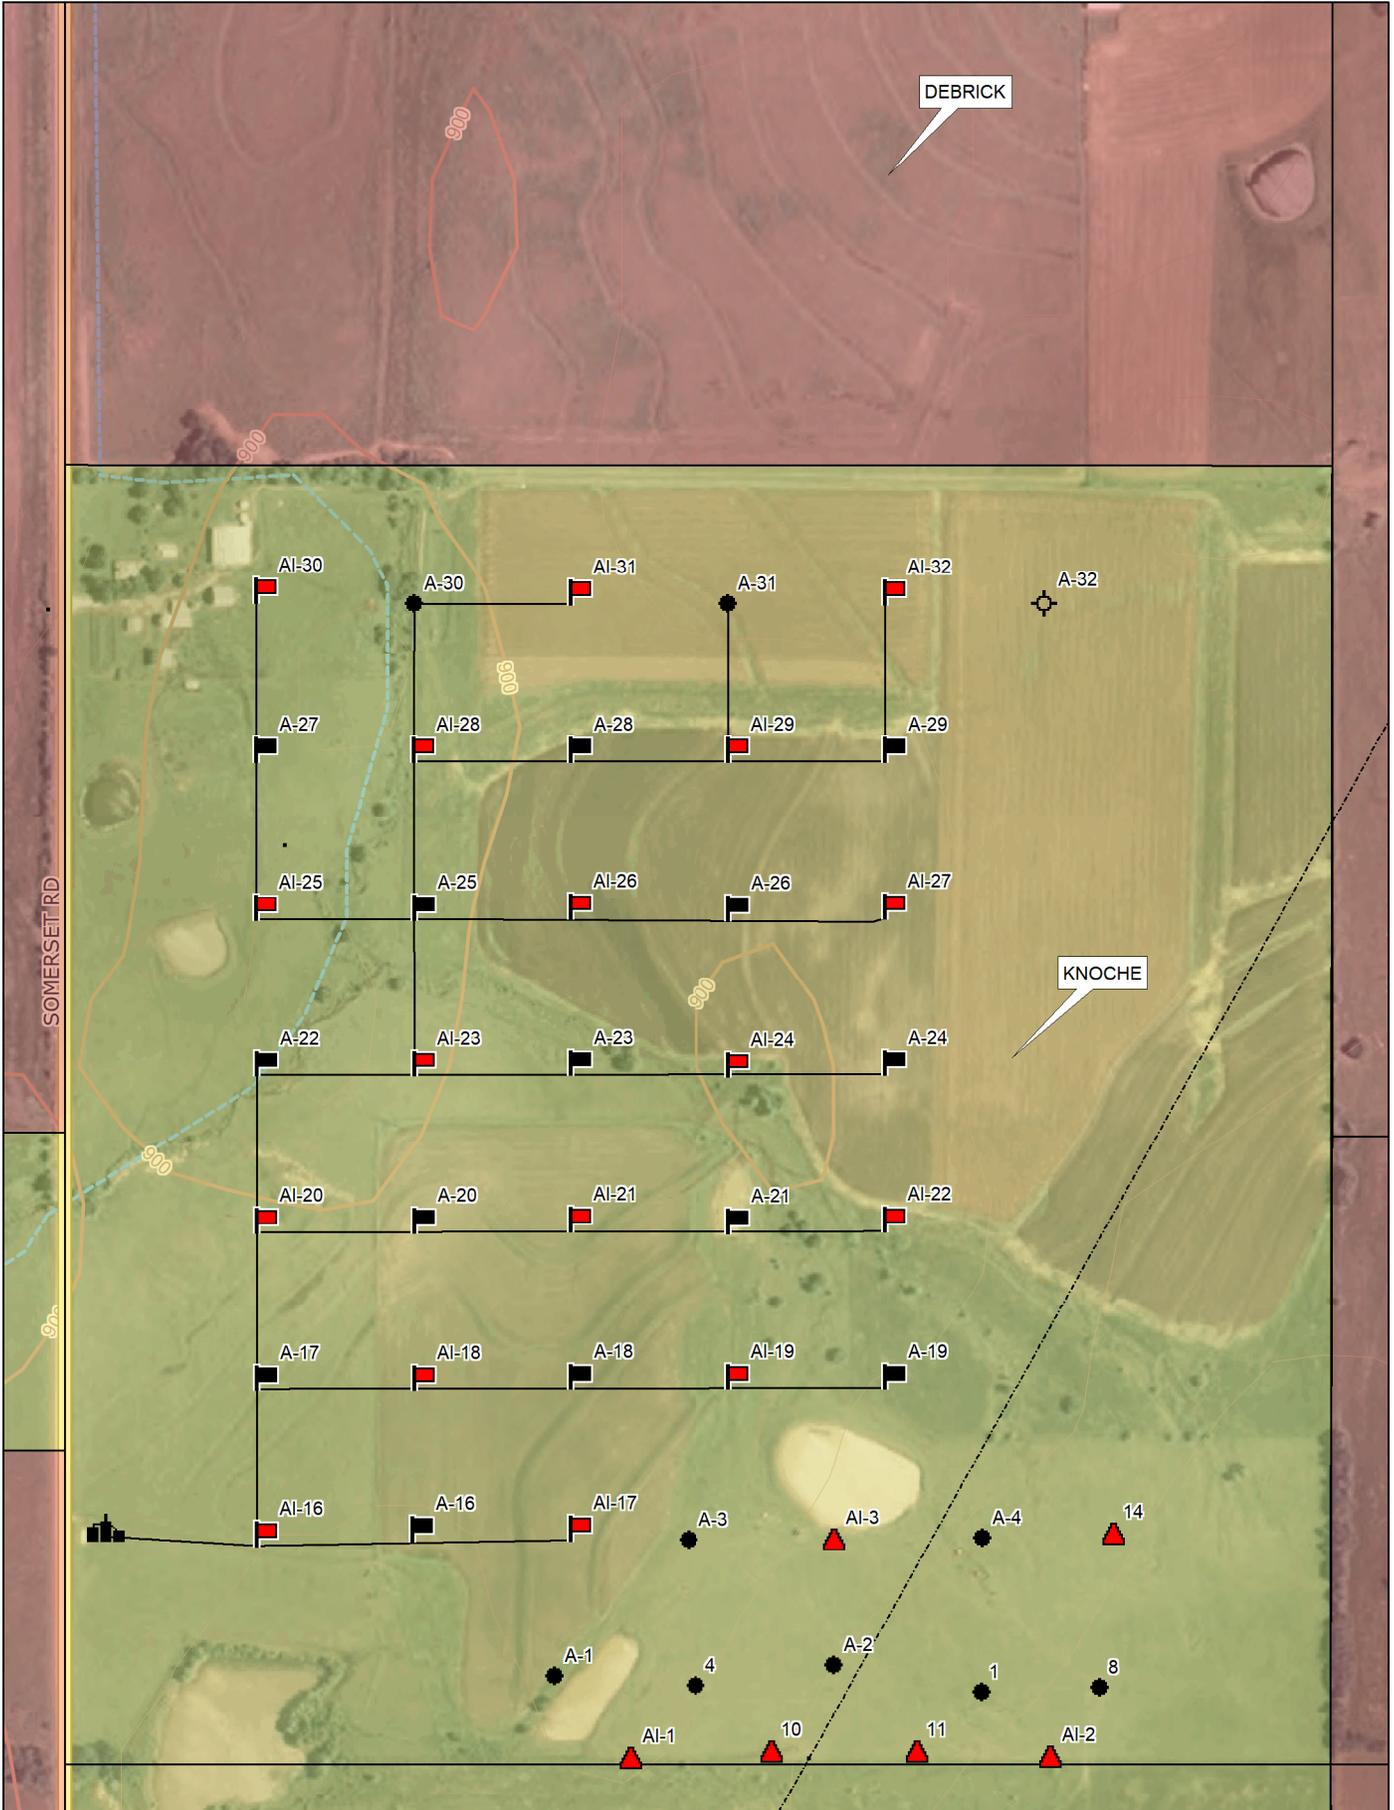 DEBRICK
900
900
AI-30
A-30
AI-31
A-31
AI-32
A-32
900
A-27
AI-28
A-28
AI-29
A-29
AI-25
A-25
AI-26
A-26
AI-27
SOMERSET RD
KNOCHE
900
A-22
AI-23
A-23
AI-24
A-24
900
AI-20
A-20
AI-21
A-21
AI-22
900
A-17
AI-18
A-18
AI-19
A-19
AI-16
A-16
AI-17
A-3
AI-3
A-4
14
A-1
4
A-2
1
8
AI-1
10
11
AI-2